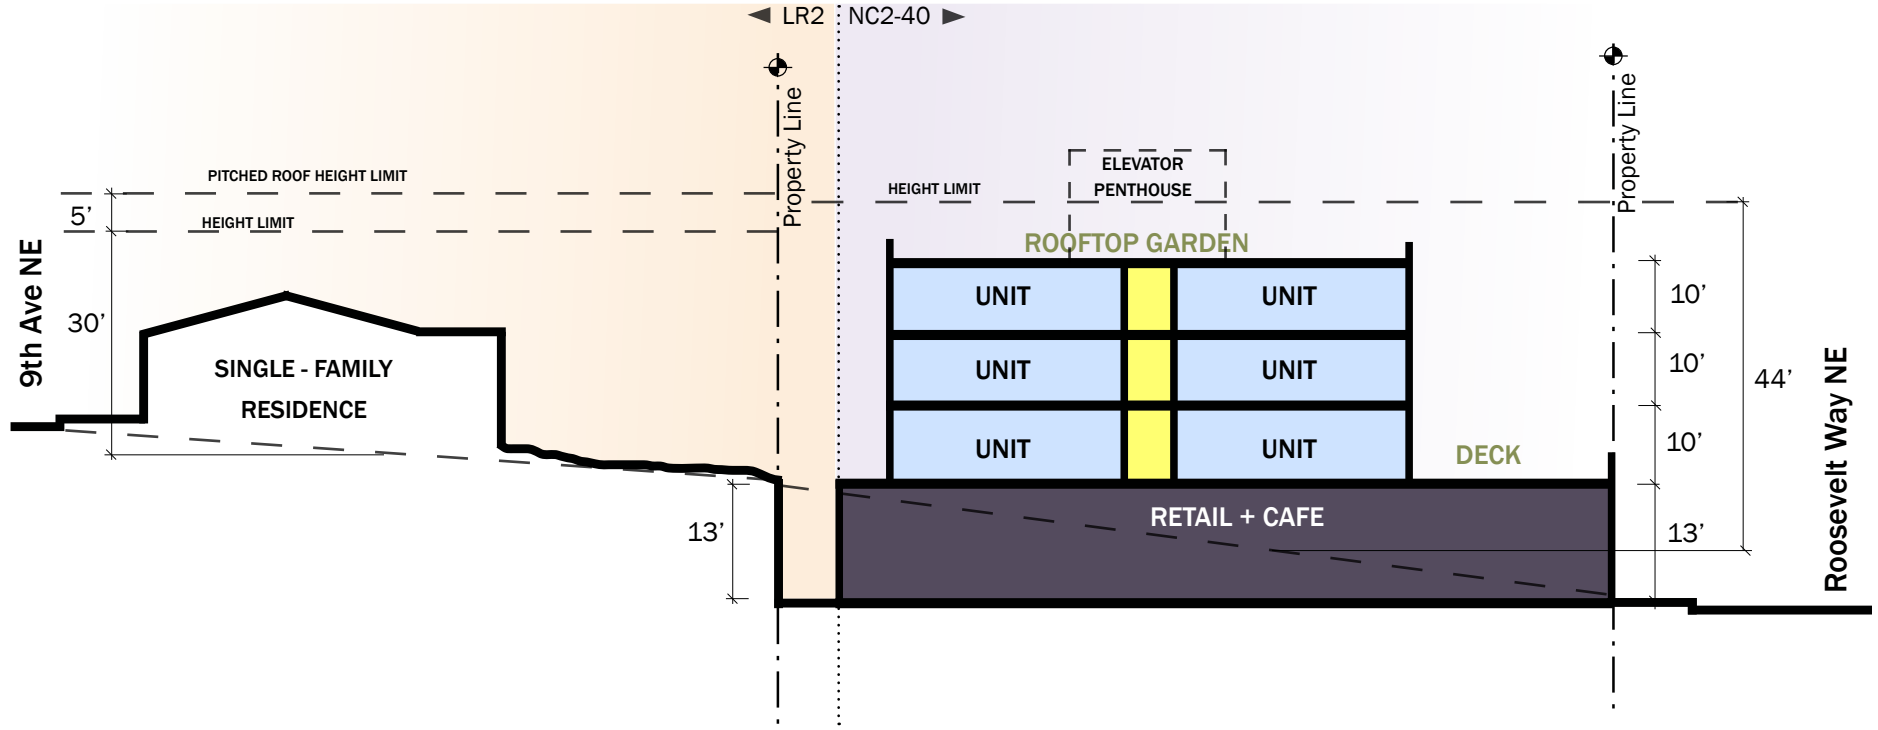 LR2
NC2-40
Property Line
Property Line
PITCHED ROOF HEIGHT LIMIT
HEIGHT LIMIT
5’
30’
9th Ave NE
SINGLE - FAMILY
RESIDENCE
13’
HEIGHT LIMIT
ELEVATOR
PENTHOUSE
ROOFTOP GARDEN
UNIT
UNIT
UNIT
UNIT
UNIT
UNIT
DECK
RETAIL + CAFE
10’
10’
10’
13’
44’
Roosevelt Way NE